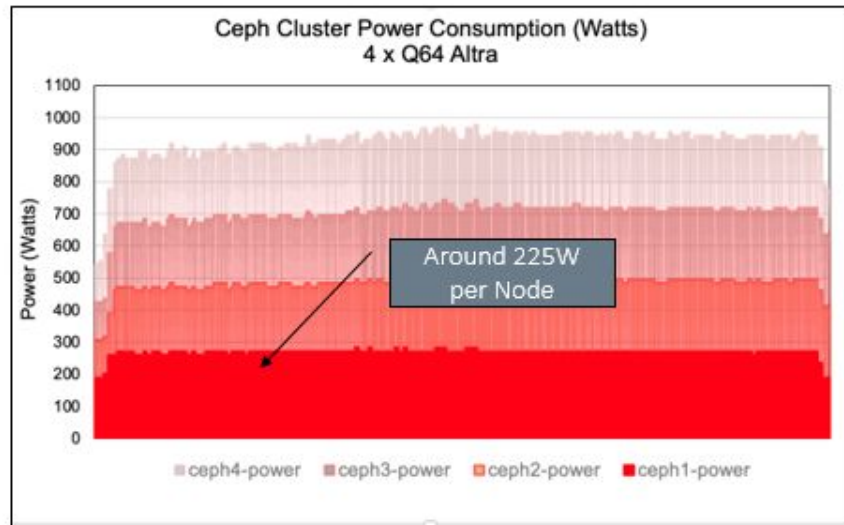 Ceph Cluster Power Consumption (Watts)
4 x Q64 Altra
1100
1000
900
800
700
600
500
400
300
200
100
0
Power (Watts)
Around 225W
per Node
ceph4-power ceph3-power ceph2-power ceph1-power